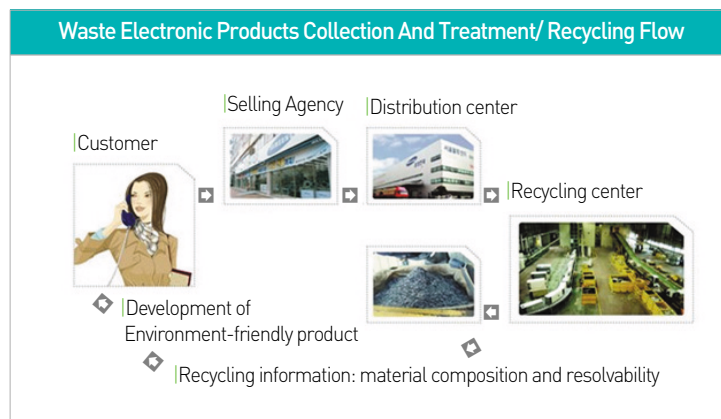 Waste Electronic Products Collection And Treatment/ Recycling Flow
Selling Agency
Distribution center
Customer
Recycling center
Development of
Environment-friendly product
Recycling information: material composition and resolvability